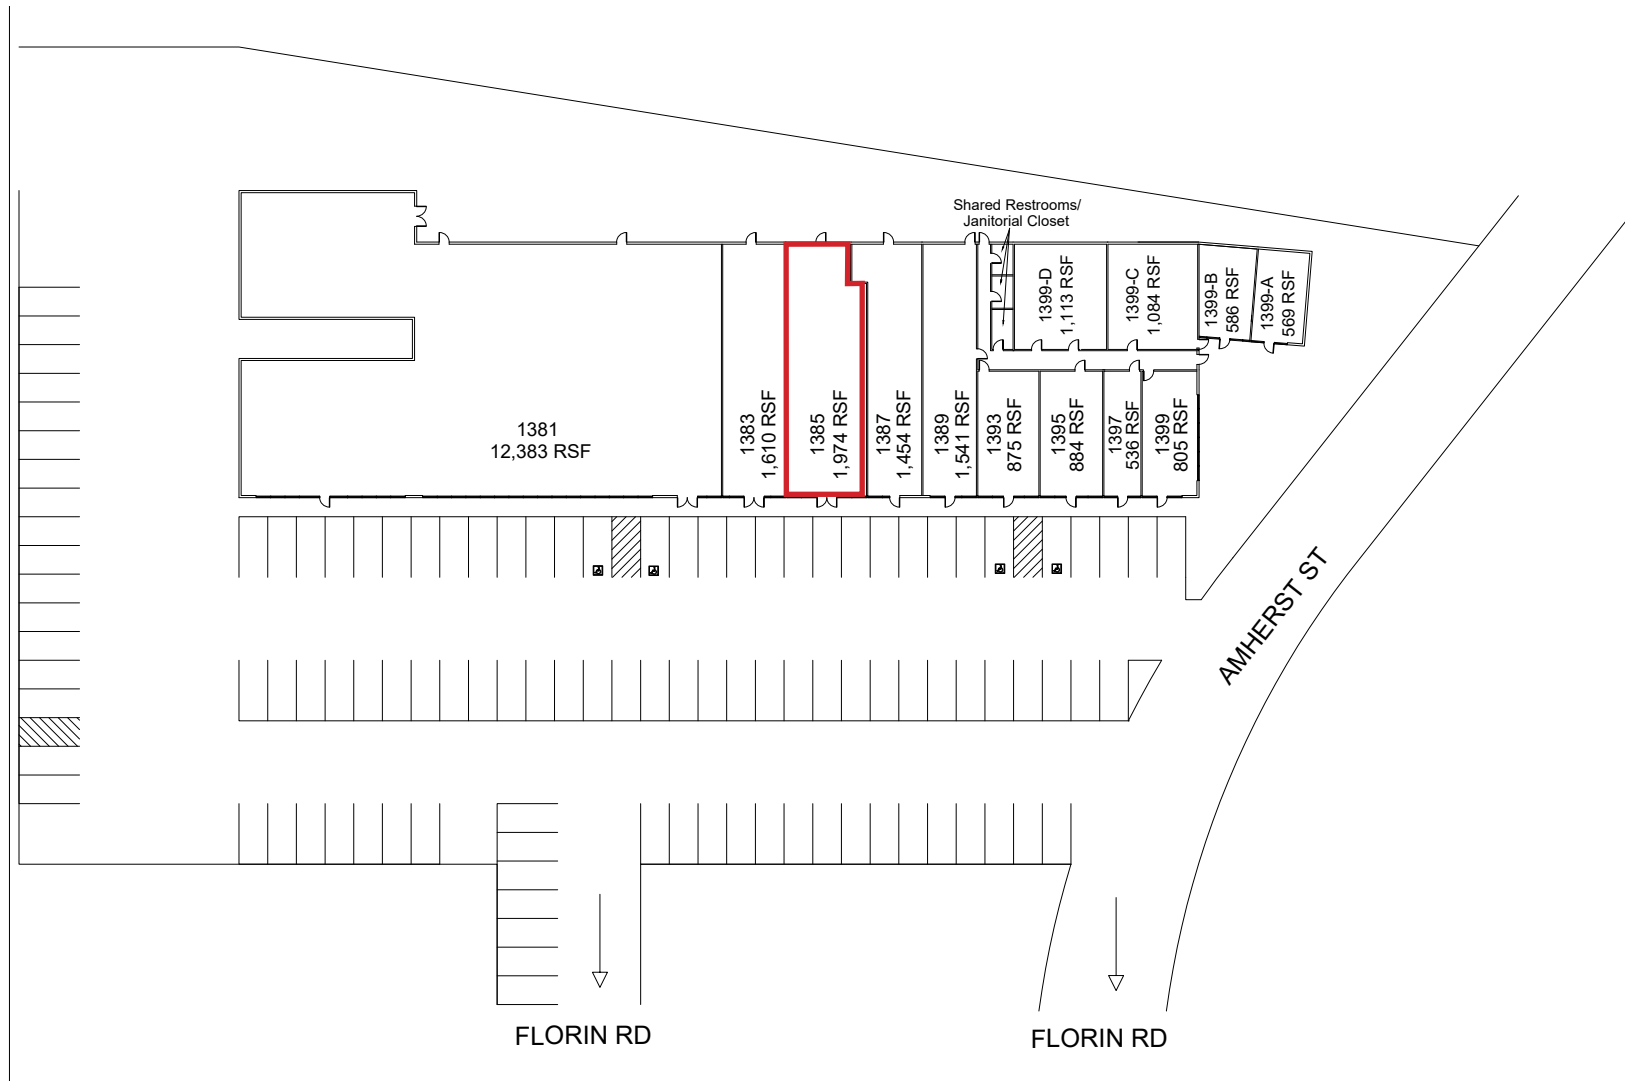 Shared Restrooms/
Janitorial Closet
1381
12,383 RSF
1383
1,610 RSF
1385
1,974 RSF
1387
1,454 RSF
1389
1,541 RSF
1393
875 RSF
1395
884 RSF
1397
536 RSF
1399
805 RSF
1399-D
1,113 RSF
1399-C
1,084 RSF
1399-B
586 RSF
1399-A
569 RSF
AMHERST ST
FLORIN RD
FLORIN RD